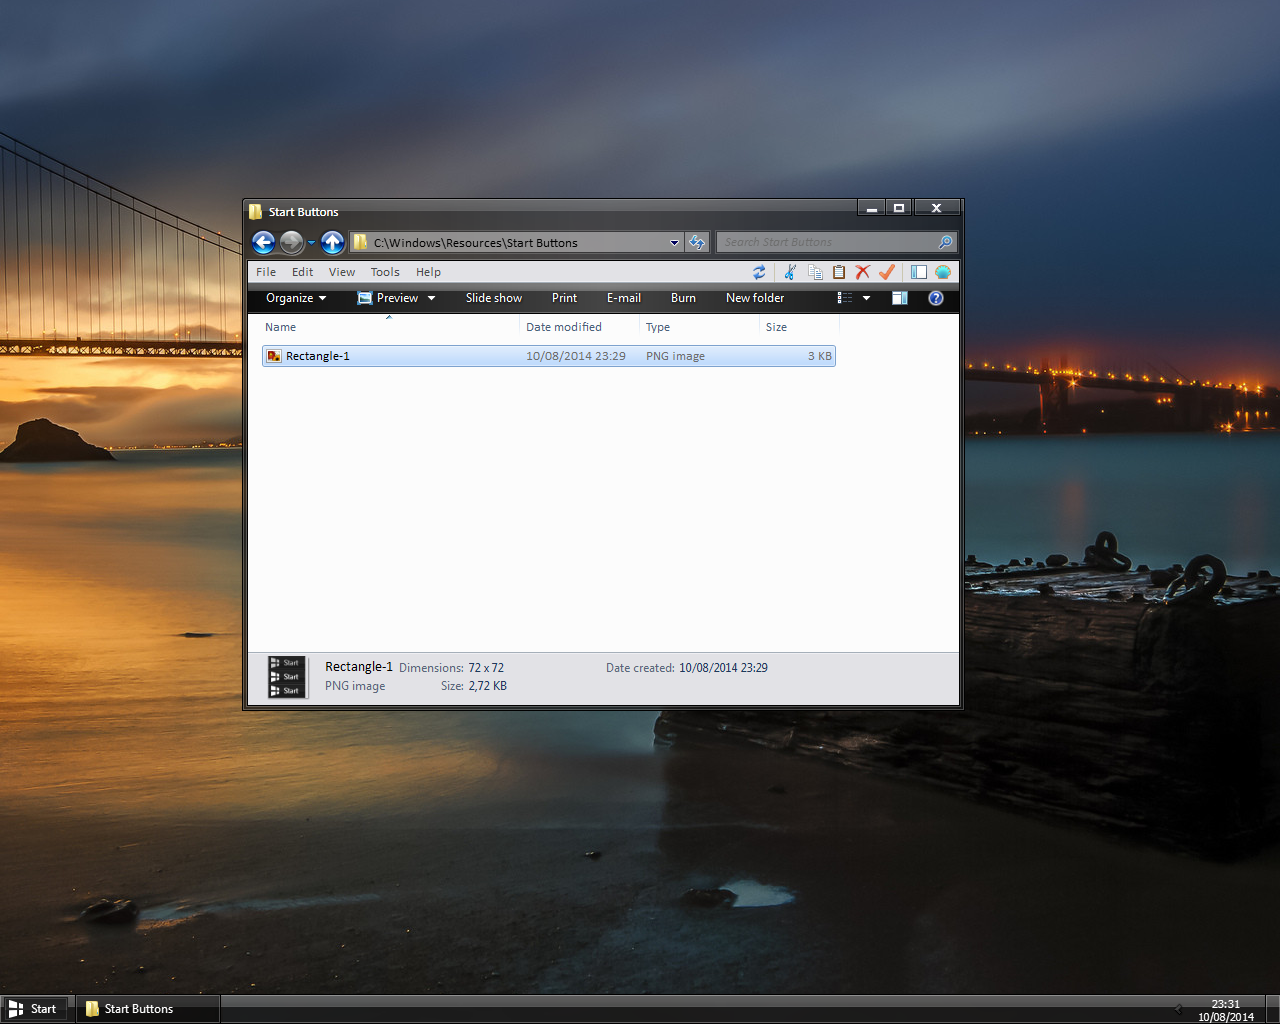 Start Buttons
C:\Windows\Resources\Start Buttons
Search Start Buttons
File Edit View Tools Help
Organize Preview Slide show Print E-mail Burn New folder
Name Date modified Type Size
Rectangle-1 10/08/2014 23:29 PNG image 3 KB
Start
Start
Start
Rectangle-1 Dimensions: 72 x 72 Date created: 10/08/2014 23:29
PNG image Size: 2,72 KB
Start Start Buttons
23:31
10/08/2014